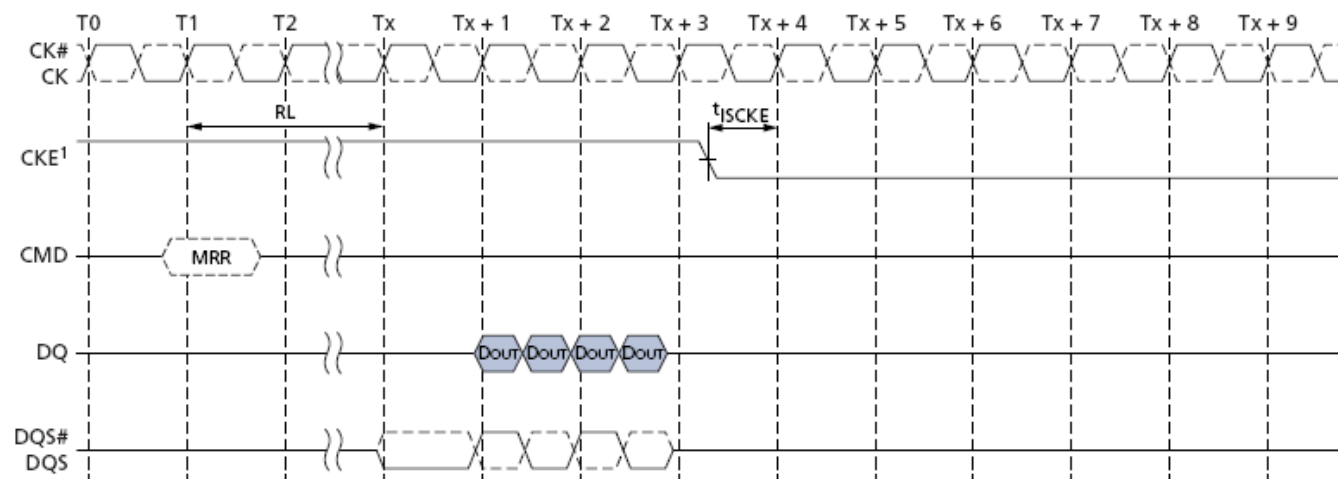 T0 T1 T2 Tx Tx + 1 Tx + 2 Tx + 3 Tx + 4 Tx + 5 Tx + 6 Tx + 7 Tx + 8 Tx + 9
CK#
CK
RL
tISCKE
CKE1
CMD MRR
DQ DOUT DOUT DOUT DOUT
DQS#
DQS